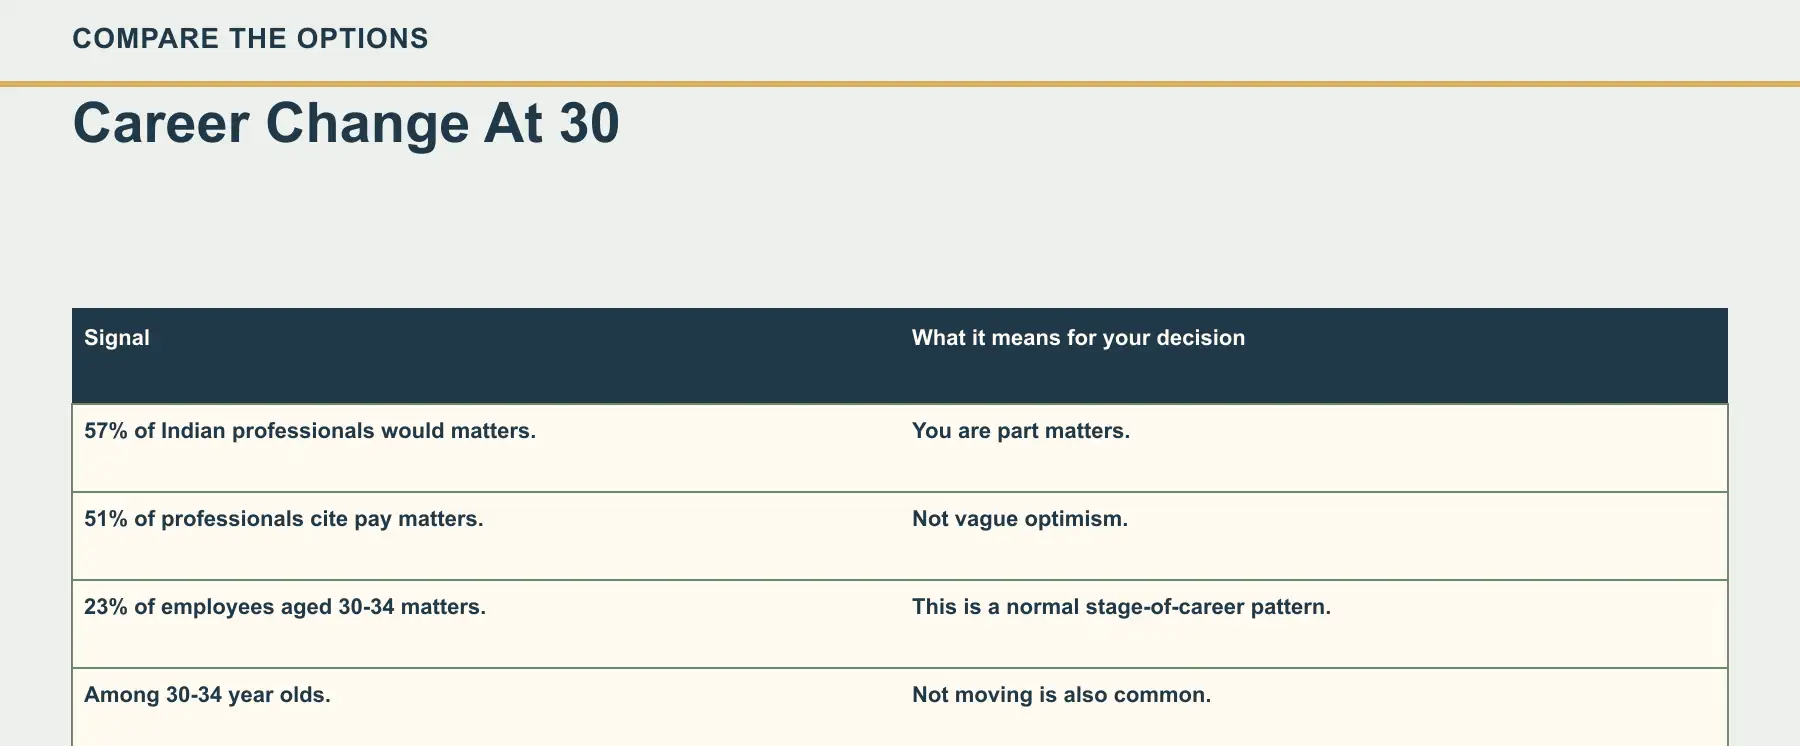 COMPARE THE OPTIONS
Career Change At 30
Signal
What it means for your decision
57% of Indian professionals would matters.
You are part matters.
51% of professionals cite pay matters.
Not vague optimism.
23% of employees aged 30-34 matters.
This is a normal stage-of-career pattern.
Among 30-34 year olds.
Not moving is also common.